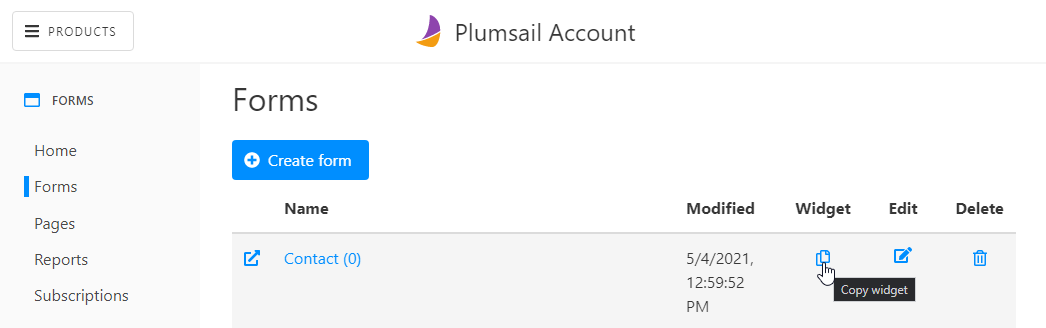 PRODUCTS
Plumsail Account
FORMS
Home
Forms
Pages
Reports
Subscriptions
Forms
Create form
Name Modified Widget Edit Delete
Contact (0) 5/4/2021,
12:59:52
PM
Copy widget